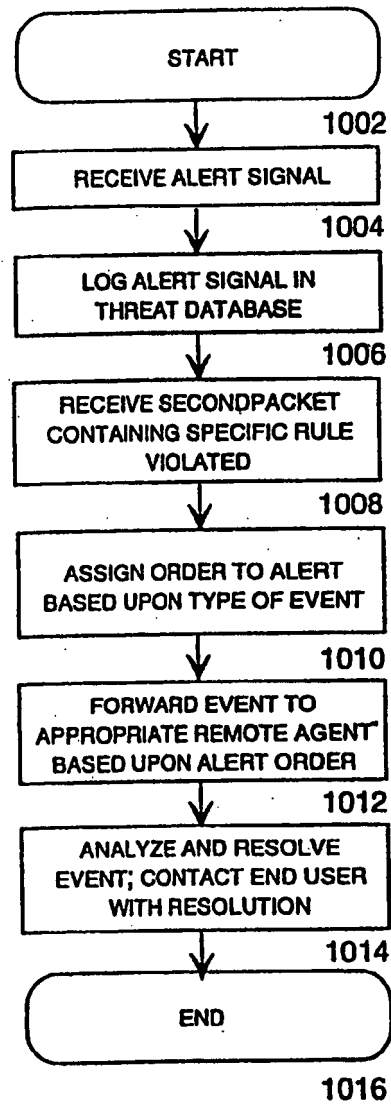 START
1002
RECEIVE ALERT SIGNAL
1004
LOG ALERT SIGNAL IN
THREAT DATABASE
1006
RECEIVE SECONDPACKET
CONTAINING SPECIFIC RULE
VIOLATED
1008
ASSIGN ORDER TO ALERT
BASED UPON TYPE OF EVENT
1010
FORWARD EVENT TO
APPROPRIATE REMOTE AGENT
BASED UPON ALERT ORDER
1012
ANALYZE AND RESOLVE
EVENT; CONTACT END USER
WITH RESOLUTION
1014
END
1016